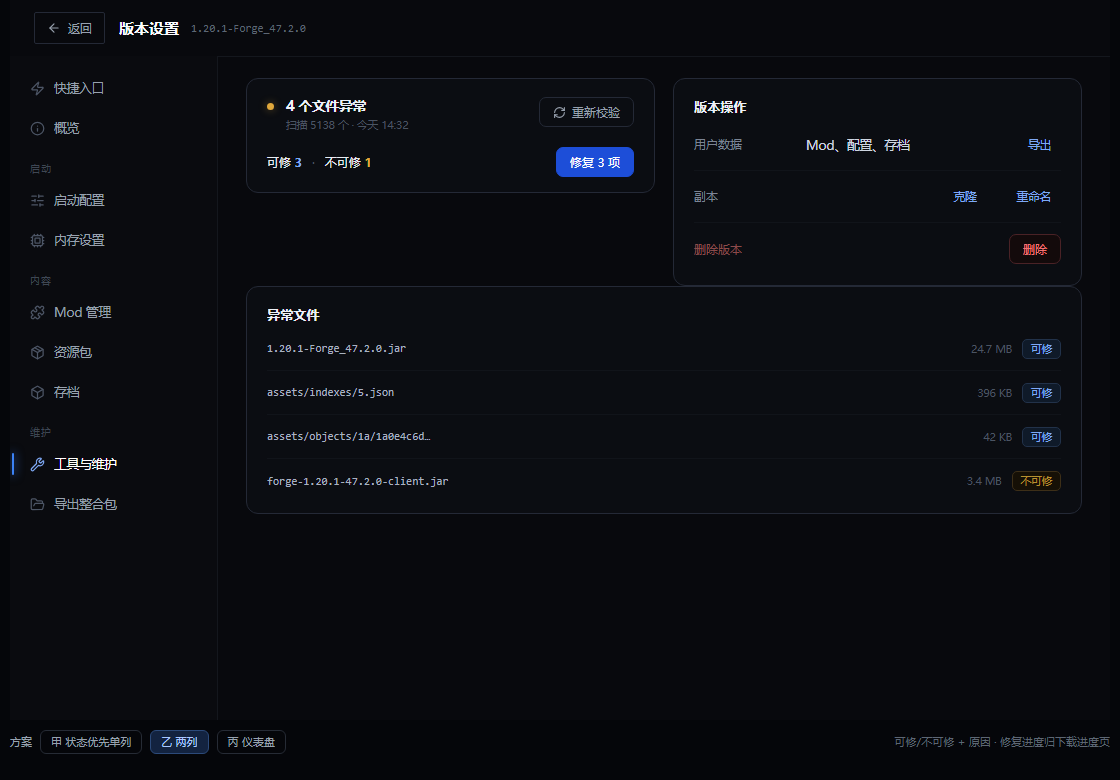 返回 版本设置 1.20.1-Forge_47.2.0
快捷入口
概览
启动
启动配置
内存设置
内容
Mod 管理
资源包
存档
维护
工具与维护
导出整合包
4 个文件异常
扫描 5138 个 · 今天 14:32
重新校验
可修 3 · 不可修 1
修复 3 项
版本操作
用户数据 Mod、配置、存档 导出
副本 克隆 重命名
删除版本 删除
异常文件
1.20.1-Forge_47.2.0.jar 24.7 MB 可修
assets/indexes/5.json 396 KB 可修
assets/objects/1a/1a0e4c6d… 42 KB 可修
forge-1.20.1-47.2.0-client.jar 3.4 MB 不可修
方案 甲 状态优先单列 乙 两列 丙 仪表盘
可修/不可修 + 原因 · 修复进度归下载进度页